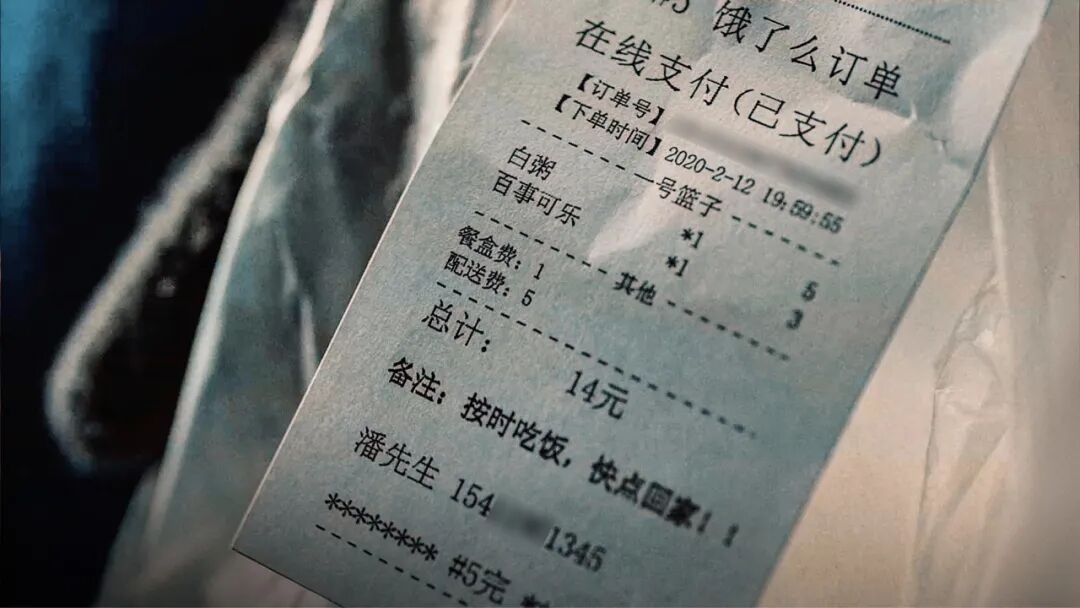 #5 饿了么订单
在线支付(已支付)
【订单号】
【下单时间】2020-2-12 19:59:55
一号篮子
白粥 *1 5
百事可乐 *1 3
其他
餐盒费：1
配送费：5
总计： 14元
备注：按时吃饭，快点回家！！
潘先生 154 1345
******** #5完